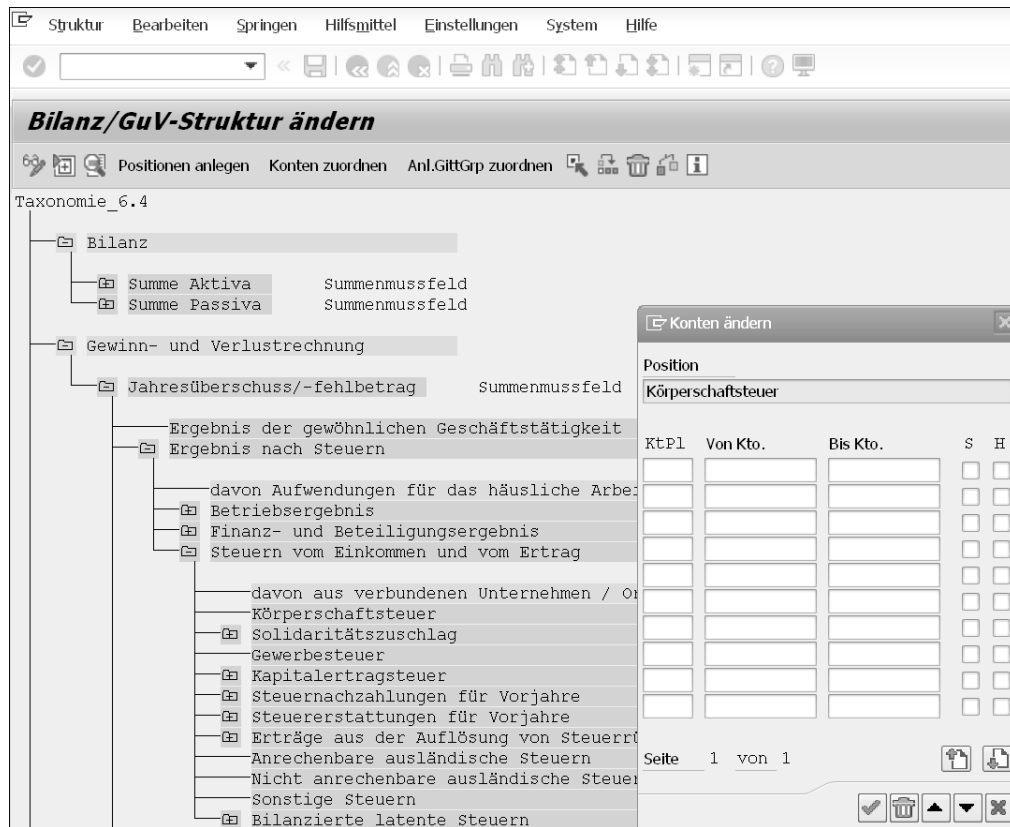 Struktur Bearbeiten Springen Hilfsmittel Einstellungen System Hilfe
Bilanz/GuV-Struktur ändern
Positionen anlegen Konten zuordnen Anl.GittGrp zuordnen
Taxonomie_6.4
Bilanz
Summe Aktiva Summenmussfeld
Summe Passiva Summenmussfeld
Gewinn- und Verlustrechnung
Jahresüberschuss/-fehlbetrag Summenmussfeld
Ergebnis der gewöhnlichen Geschäftstätigkeit
Ergebnis nach Steuern
davon Aufwendungen für das häusliche Arbei
Betriebsergebnis
Finanz- und Beteiligungsergebnis
Steuern vom Einkommen und vom Ertrag
davon aus verbundenen Unternehmen /
Körperschaftsteuer
Solidaritätszuschlag
Gewerbesteuer
Kapitalertragsteuer
Steuernachzahlungen für Vorjahre
Steuererstattungen für Vorjahre
Erträge aus der Auflösung von Steuerrü
Anrechenbare ausländische Steuern
Nicht anrechenbare ausländische Steuer
Sonstige Steuern
Bilanzierte latente Steuern
Konten ändern
Position
Körperschaftsteuer
KtPl Von Kto. Bis Kto. S H
Seite 1 von 1